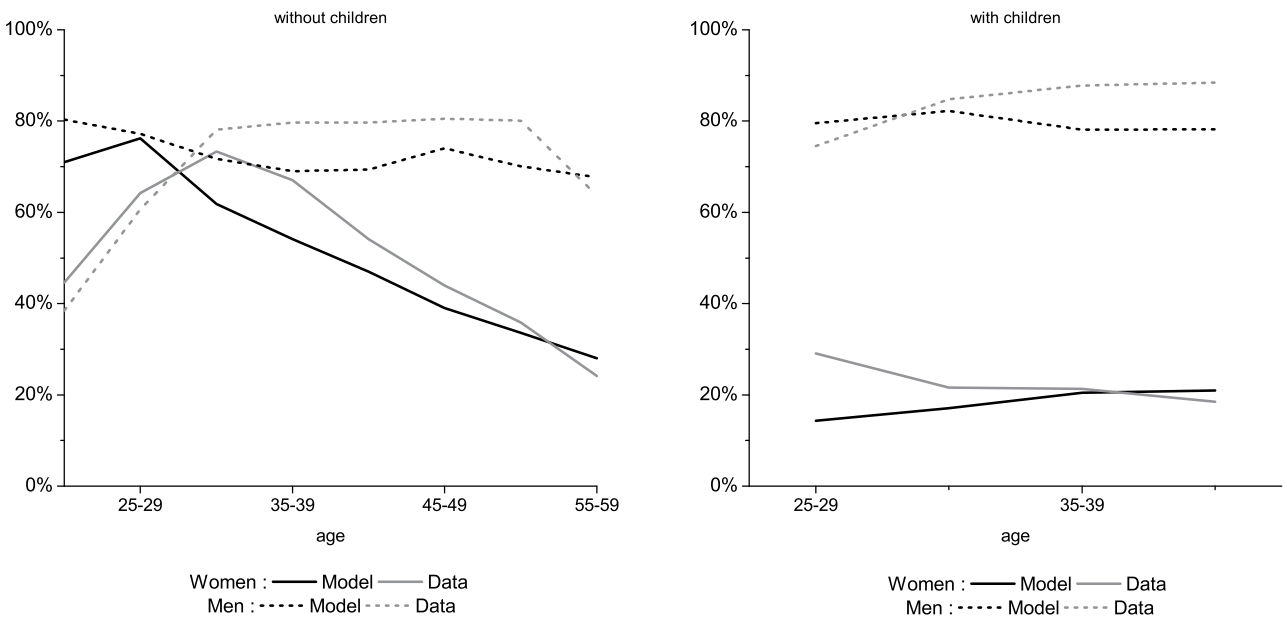 without children
100%
80%
60%
40%
20%
0%
25-29
35-39
45-49
55-59
age
Women : Model Data
Men : Model Data
with children
100%
80%
60%
40%
20%
0%
25-29
35-39
age
Women : Model Data
Men : Model Data